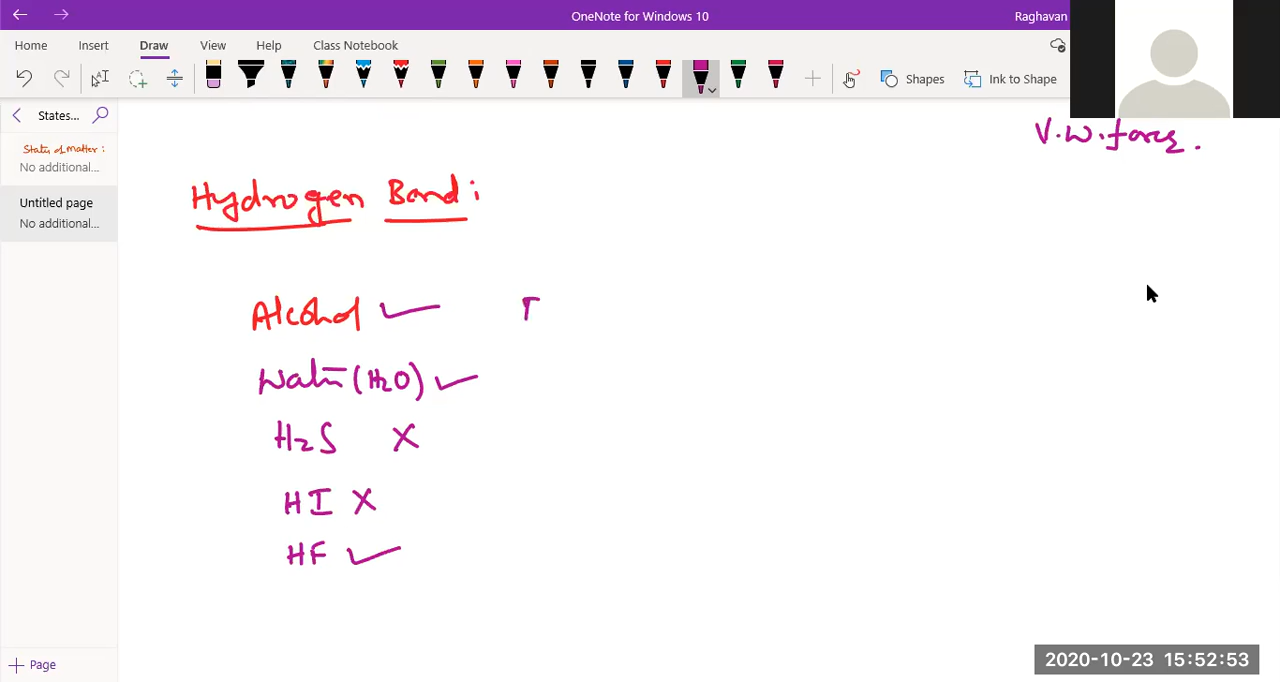 OneNote for Windows 10
Raghavan
Home Insert Draw View Help Class Notebook
Shapes Ink to Shape
States...
States of matter:
No additional...
Untitled page
No additional...
V.W. forces.
Hydrogen Bond:
Alcohol ✓
Water (H2O) ✓
H2S X
HI X
HF ✓
Page
2020-10-23 15:52:53